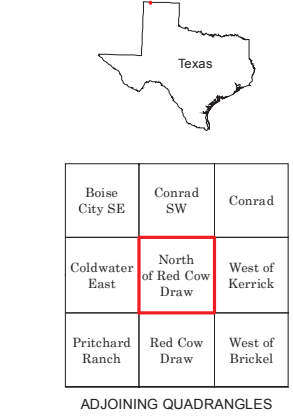 Texas
Boise
City SE
Conrad
SW
Conrad
Coldwater
East
North
of Red Cow
Draw
West of
Kerrick
Pritchard
Ranch
Red Cow
Draw
West of
Brickel
ADJOINING QUADRANGLES